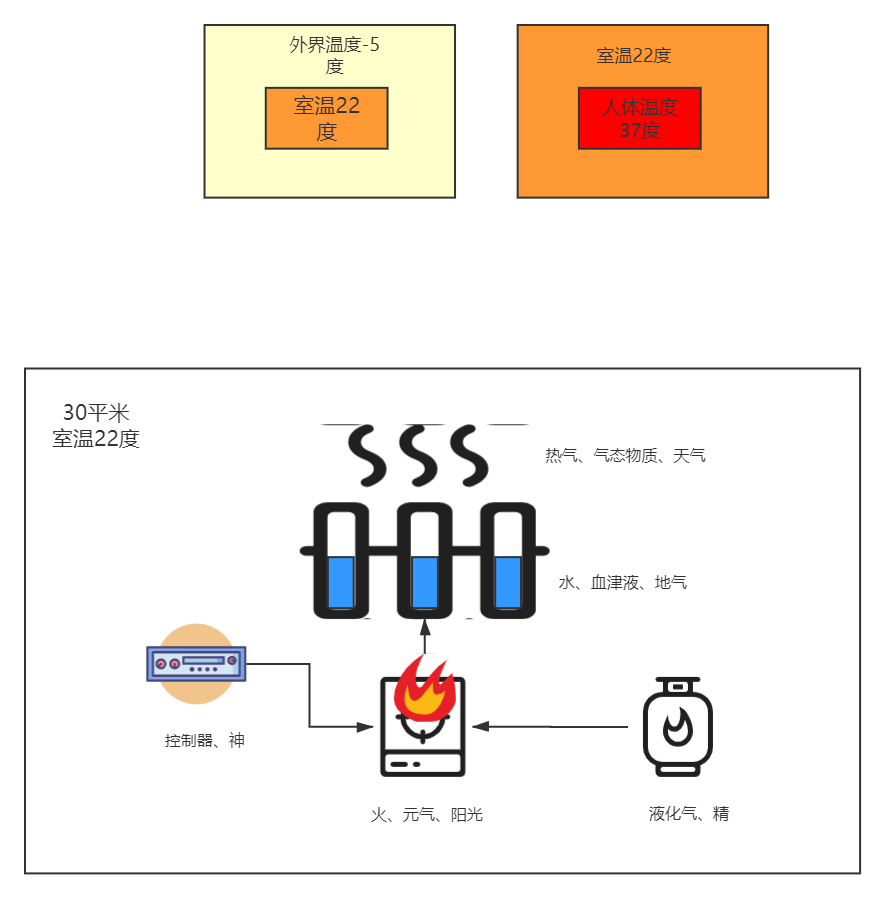 外界温度-5
度
室温22
度
室温22度
人体温度
37度
30平米
室温22度
热气、气态物质、天气
水、血津液、地气
控制器、神
火、元气、阳光
液化气、精